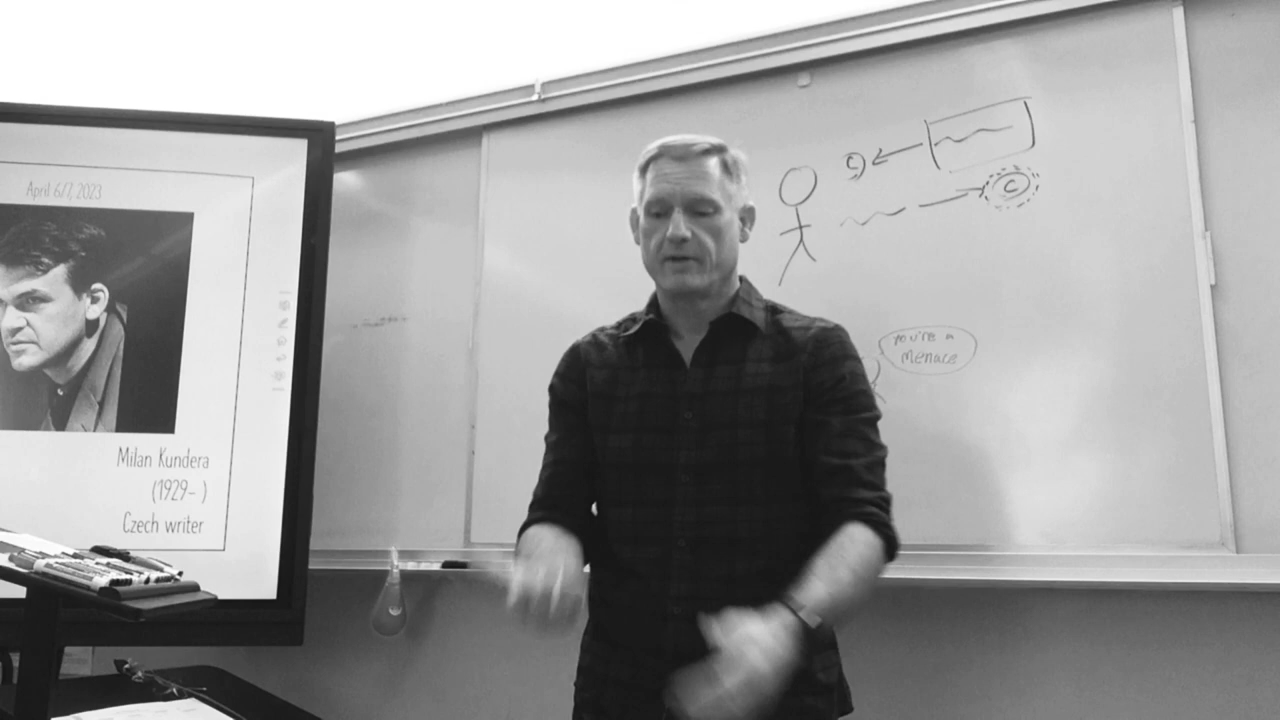 April 6/7, 2023
Milan Kundera
(1929- )
Czech writer
C
C
you're a
menace